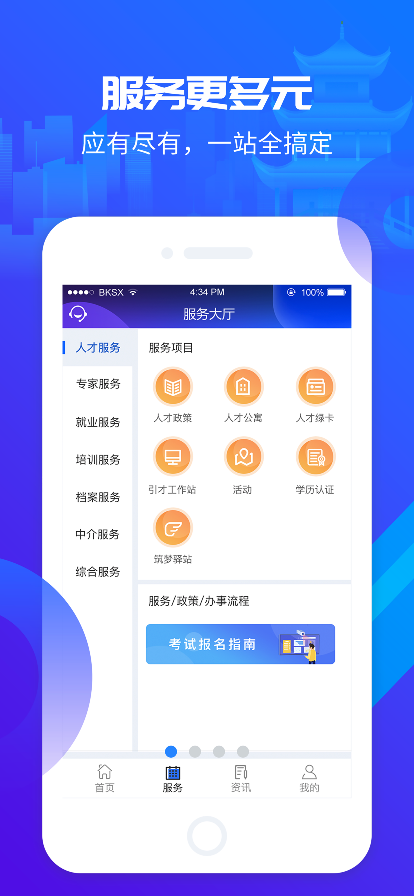 服务更多元
应有尽有，一站全搞定
BKSX 4:34 PM 100%
服务大厅
人才服务
专家服务
就业服务
培训服务
档案服务
中介服务
综合服务
服务项目
人才政策 人才公寓 人才绿卡
引才工作站 活动 学历认证
筑梦驿站
服务/政策/办事流程
考试报名指南
首页 服务 资讯 我的